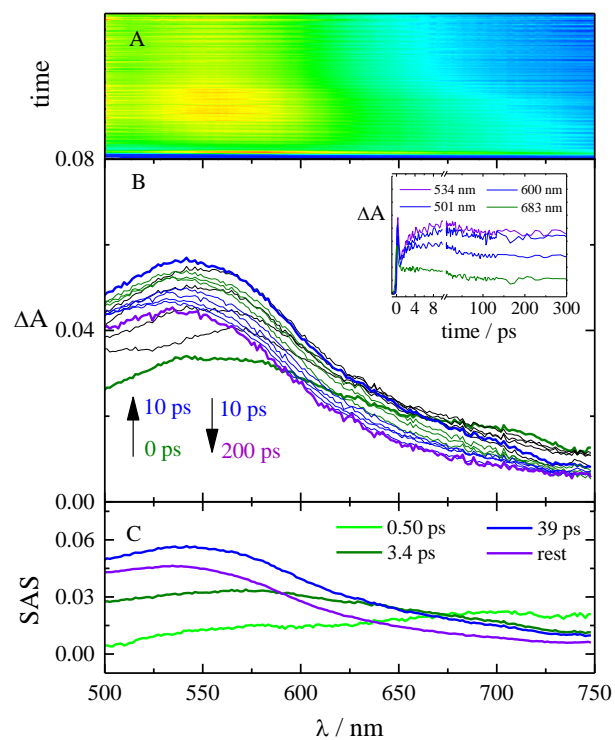 A
time
0.08
B
534 nm 600 nm
501 nm 683 nm
ΔA
0 4 8 100 200 300
time / ps
ΔA
0.04
10 ps 10 ps
0 ps 200 ps
0.00
C
0.50 ps 39 ps
3.4 ps rest
0.06
0.03
0.00
SAS
500 550 600 650 700 750
λ / nm